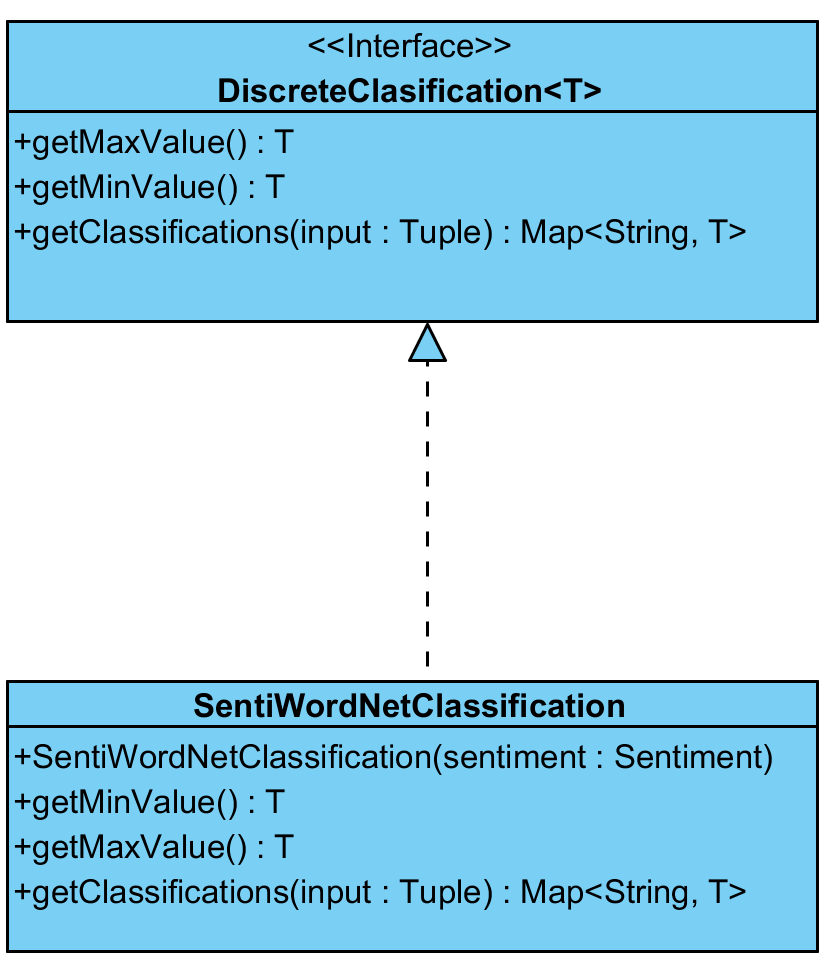 <<Interface>>
DiscreteClasification<T>
+getMaxValue() : T
+getMinValue() : T
+getClassifications(input : Tuple) : Map<String, T>
SentiWordNetClassification
+SentiWordNetClassification(sentiment : Sentiment)
+getMinValue() : T
+getMaxValue() : T
+getClassifications(input : Tuple) : Map<String, T>